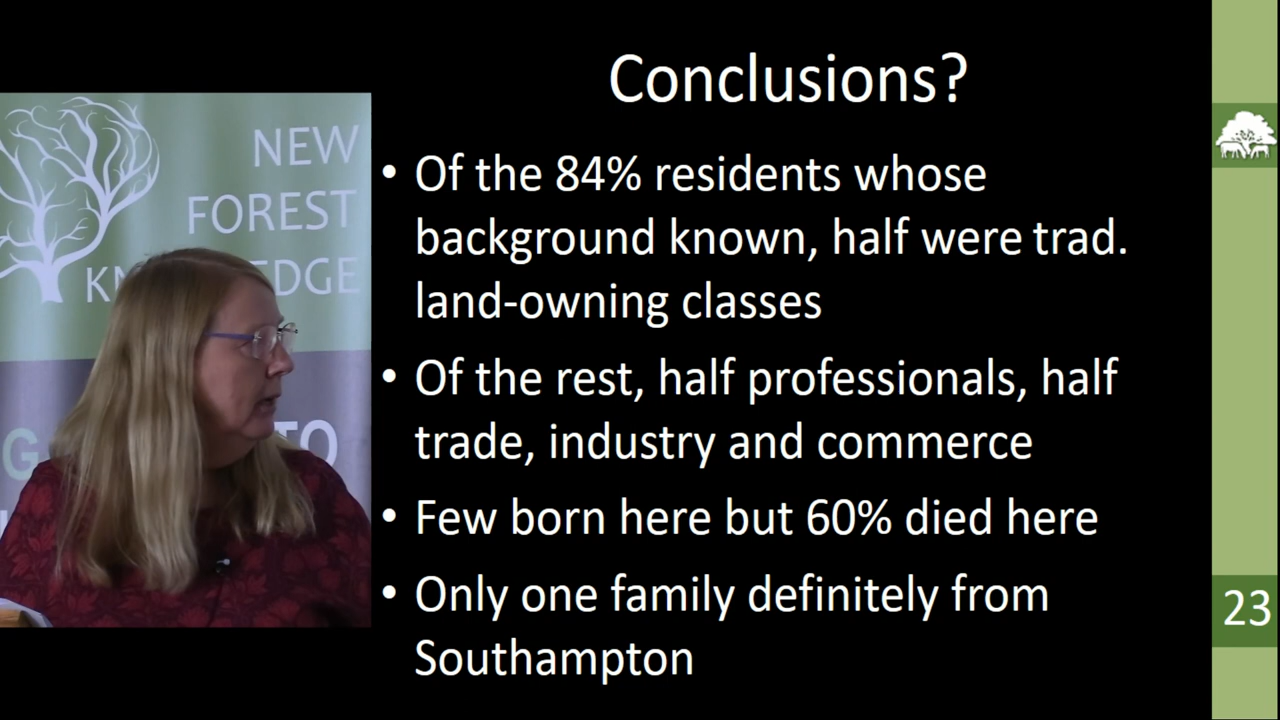 Conclusions?
• Of the 84% residents whose
background known, half were trad.
land-owning classes
• Of the rest, half professionals, half
trade, industry and commerce
• Few born here but 60% died here
• Only one family definitely from
Southampton
23
NEW
FOREST